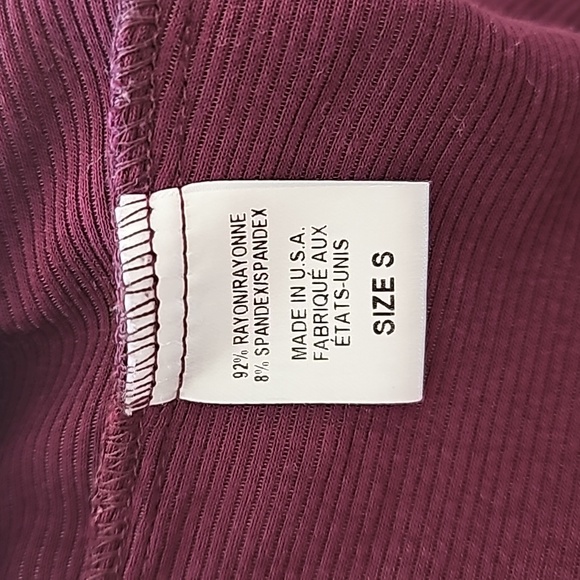 92% RAYON/RAYONNE
8% SPANDEX/SPANDEX
MADE IN U.S.A.
FABRIQUÉ AUX
ÉTATS-UNIS
SIZE S